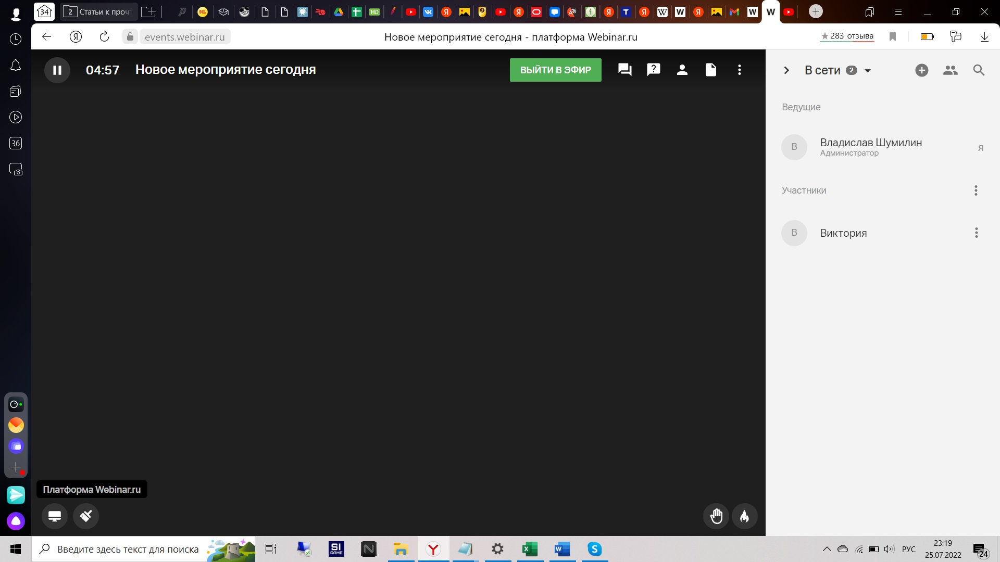 34
2 Статьи к проч
HD
events.webinar.ru
Новое мероприятие сегодня - платформа Webinar.ru
★ 283 отзыва
36
04:57 Новое мероприятие сегодня
ВЫЙТИ В ЭФИР
В сети 2
Ведущие
В
Владислав Шумилин
Администратор
я
Участники
В
Виктория
Платформа Webinar.ru
Введите здесь текст для поиска
SI
GAME
РУС
23:19
25.07.2022
24